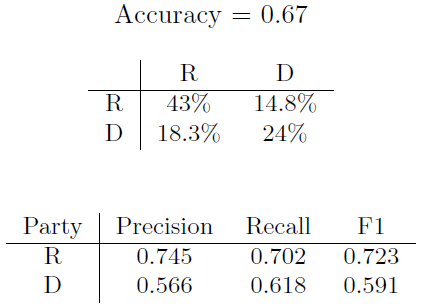 Accuracy = 0.67
R D
R 43% 14.8%
D 18.3% 24%
Party Precision Recall F1
R 0.745 0.702 0.723
D 0.566 0.618 0.591